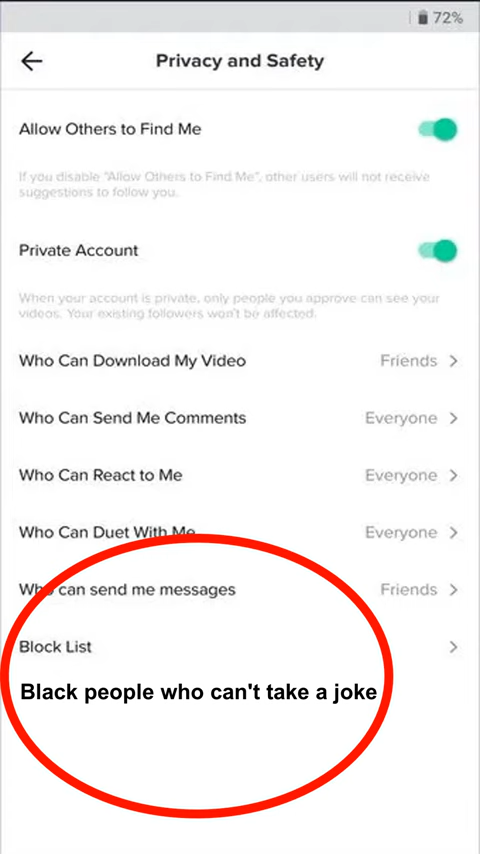 72%
Privacy and Safety
Allow Others to Find Me
If you disable "Allow Others to Find Me", other users will not receive
suggestions to follow you.
Private Account
When your account is private, only people you approve can see your
videos. Your existing followers won't be affected.
Who Can Download My Video Friends
Who Can Send Me Comments Everyone
Who Can React to Me Everyone
Who Can Duet With Me Everyone
Who can send me messages Friends
Block List
Black people who can't take a joke